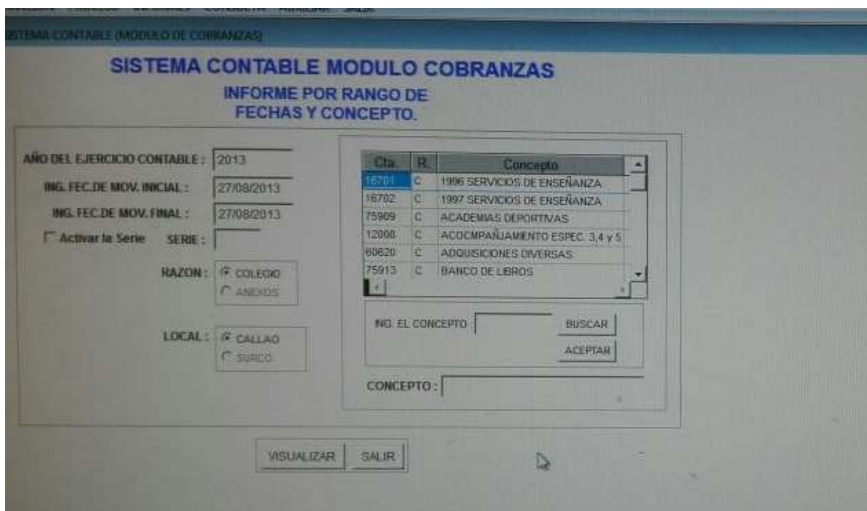 SISTEMA CONTABLE (MODULO DE COBRANZAS)
SISTEMA CONTABLE MODULO COBRANZAS
INFORME POR RANGO DE
FECHAS Y CONCEPTO.
AÑO DEL EJERCICIO CONTABLE : 2013
ING. FEC.DE MOV. INICIAL : 27/08/2013
ING. FEC.DE MOV. FINAL : 27/08/2013
Activar la Serie SERIE :
RAZON : COLEGIO
ANEXOS
LOCAL : CALLAO
SURCO
Cta. R. Concepto
16701 C 1996 SERVICIOS DE ENSEÑANZA
16702 C 1997 SERVICIOS DE ENSEÑANZA
75909 C ACADEMIAS DEPORTIVAS
12008 C ACOCMPAÑJAMIENTO ESPEC. 3,4 y 5
60620 C ADQUISICIONES DIVERSAS
75913 C BANCO DE LIBROS
ING. EL CONCEPTO BUSCAR
ACEPTAR
CONCEPTO :
VISUALIZAR SALIR